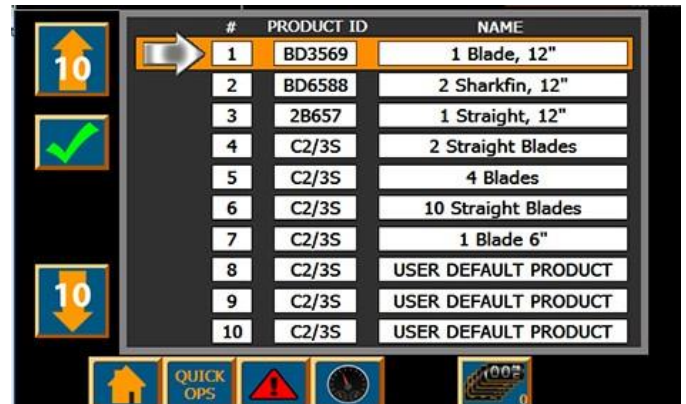 # PRODUCT ID NAME
10
1 BD3569 1 Blade, 12"
2 BD6588 2 Sharkfin, 12"
3 2B657 1 Straight, 12"
4 C2/3S 2 Straight Blades
5 C2/3S 4 Blades
6 C2/3S 10 Straight Blades
7 C2/3S 1 Blade 6"
8 C2/3S USER DEFAULT PRODUCT
10
9 C2/3S USER DEFAULT PRODUCT
10 C2/3S USER DEFAULT PRODUCT
QUICK
OPS
0